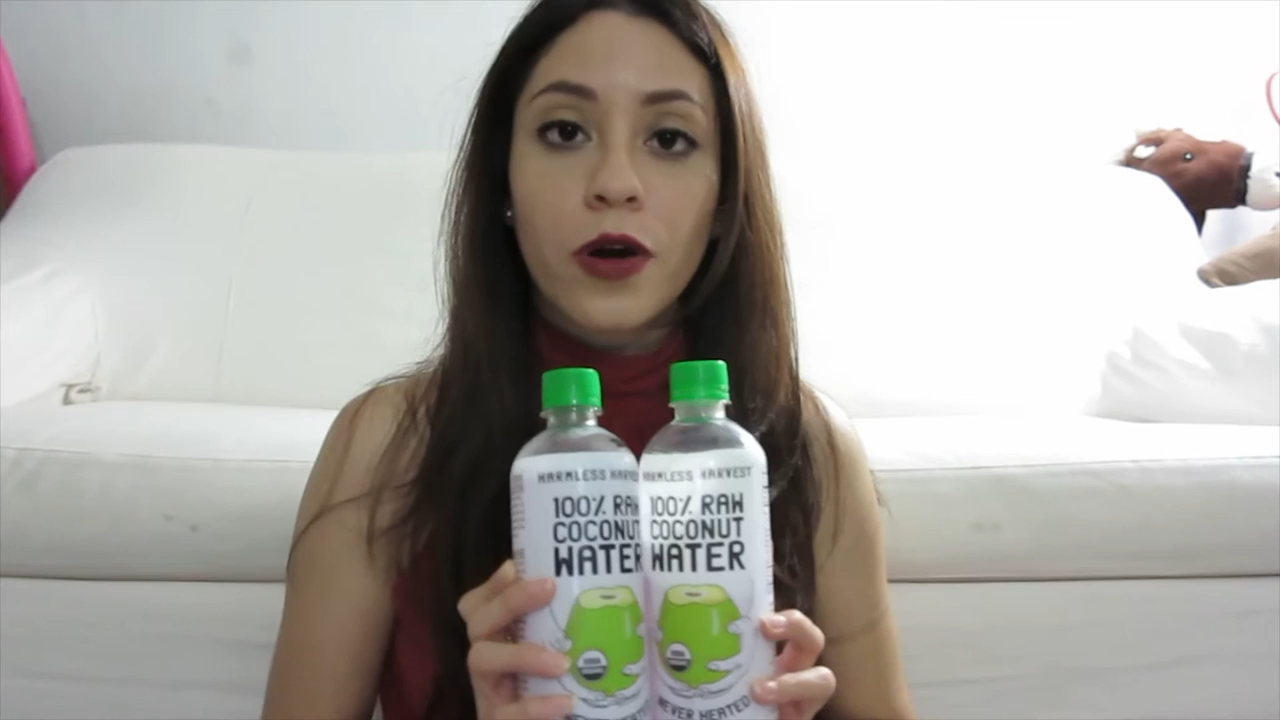 HARMLESS HARVEST
100% RAW
COCONUT
WATER
HARMLESS HARVEST
100% RAW
COCONUT
WATER
NEVER HEATED